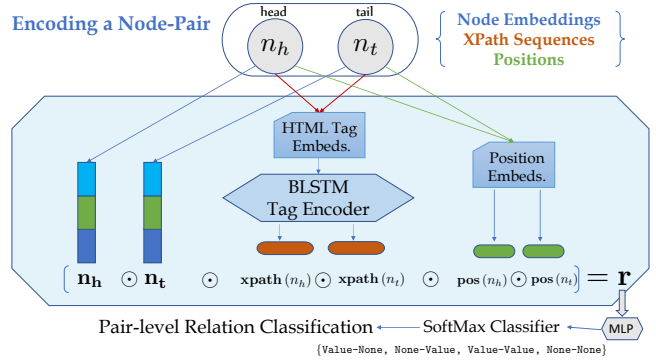 Encoding a Node-Pair
head tail
n_h n_t
{ Node Embeddings
XPath Sequences
Positions }
HTML Tag
Embeds.
Position
Embeds.
BLSTM
Tag Encoder
[ n_h ⊙ n_t ⊙ xpath(n_h) ⊙ xpath(n_t) ⊙ pos(n_h) ⊙ pos(n_t) ] = r
Pair-level Relation Classification SoftMax Classifier MLP
{Value-None, None-Value, Value-Value, None-None}